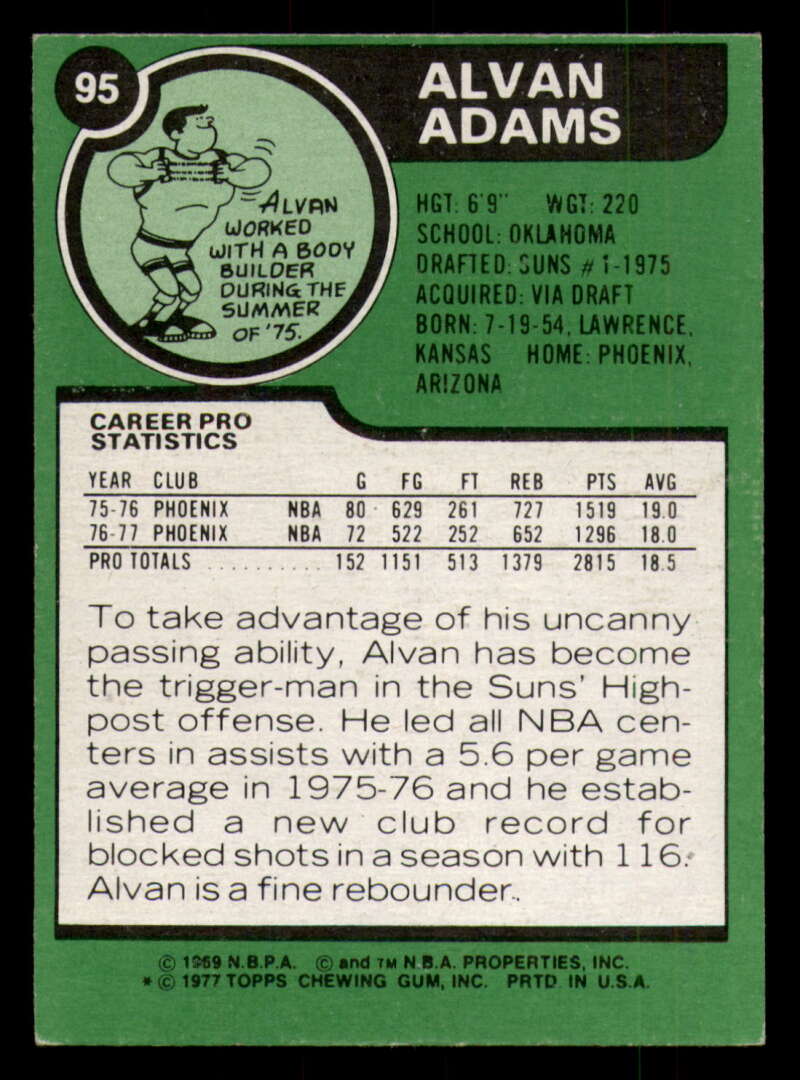 95
ALVAN
ADAMS
ALVAN
WORKED
WITH A BODY
BUILDER
DURING THE
SUMMER
OF '75.
HGT: 6'9" WGT: 220
SCHOOL: OKLAHOMA
DRAFTED: SUNS #1-1975
ACQUIRED: VIA DRAFT
BORN: 7-19-54, LAWRENCE,
KANSAS HOME: PHOENIX,
ARIZONA
CAREER PRO
STATISTICS
YEAR CLUB G FG FT REB PTS AVG
75-76 PHOENIX NBA 80 629 261 727 1519 19.0
76-77 PHOENIX NBA 72 522 252 652 1296 18.0
PRO TOTALS .......... 152 1151 513 1379 2815 18.5
To take advantage of his uncanny
passing ability, Alvan has become
the trigger-man in the Suns' High-
post offense. He led all NBA cen-
ters in assists with a 5.6 per game
average in 1975-76 and he estab-
lished a new club record for
blocked shots in a season with 116.
Alvan is a fine rebounder.
© 1969 N.B.P.A. © and TM N.B.A. PROPERTIES, INC.
* © 1977 TOPPS CHEWING GUM, INC. PRTD. IN U.S.A.